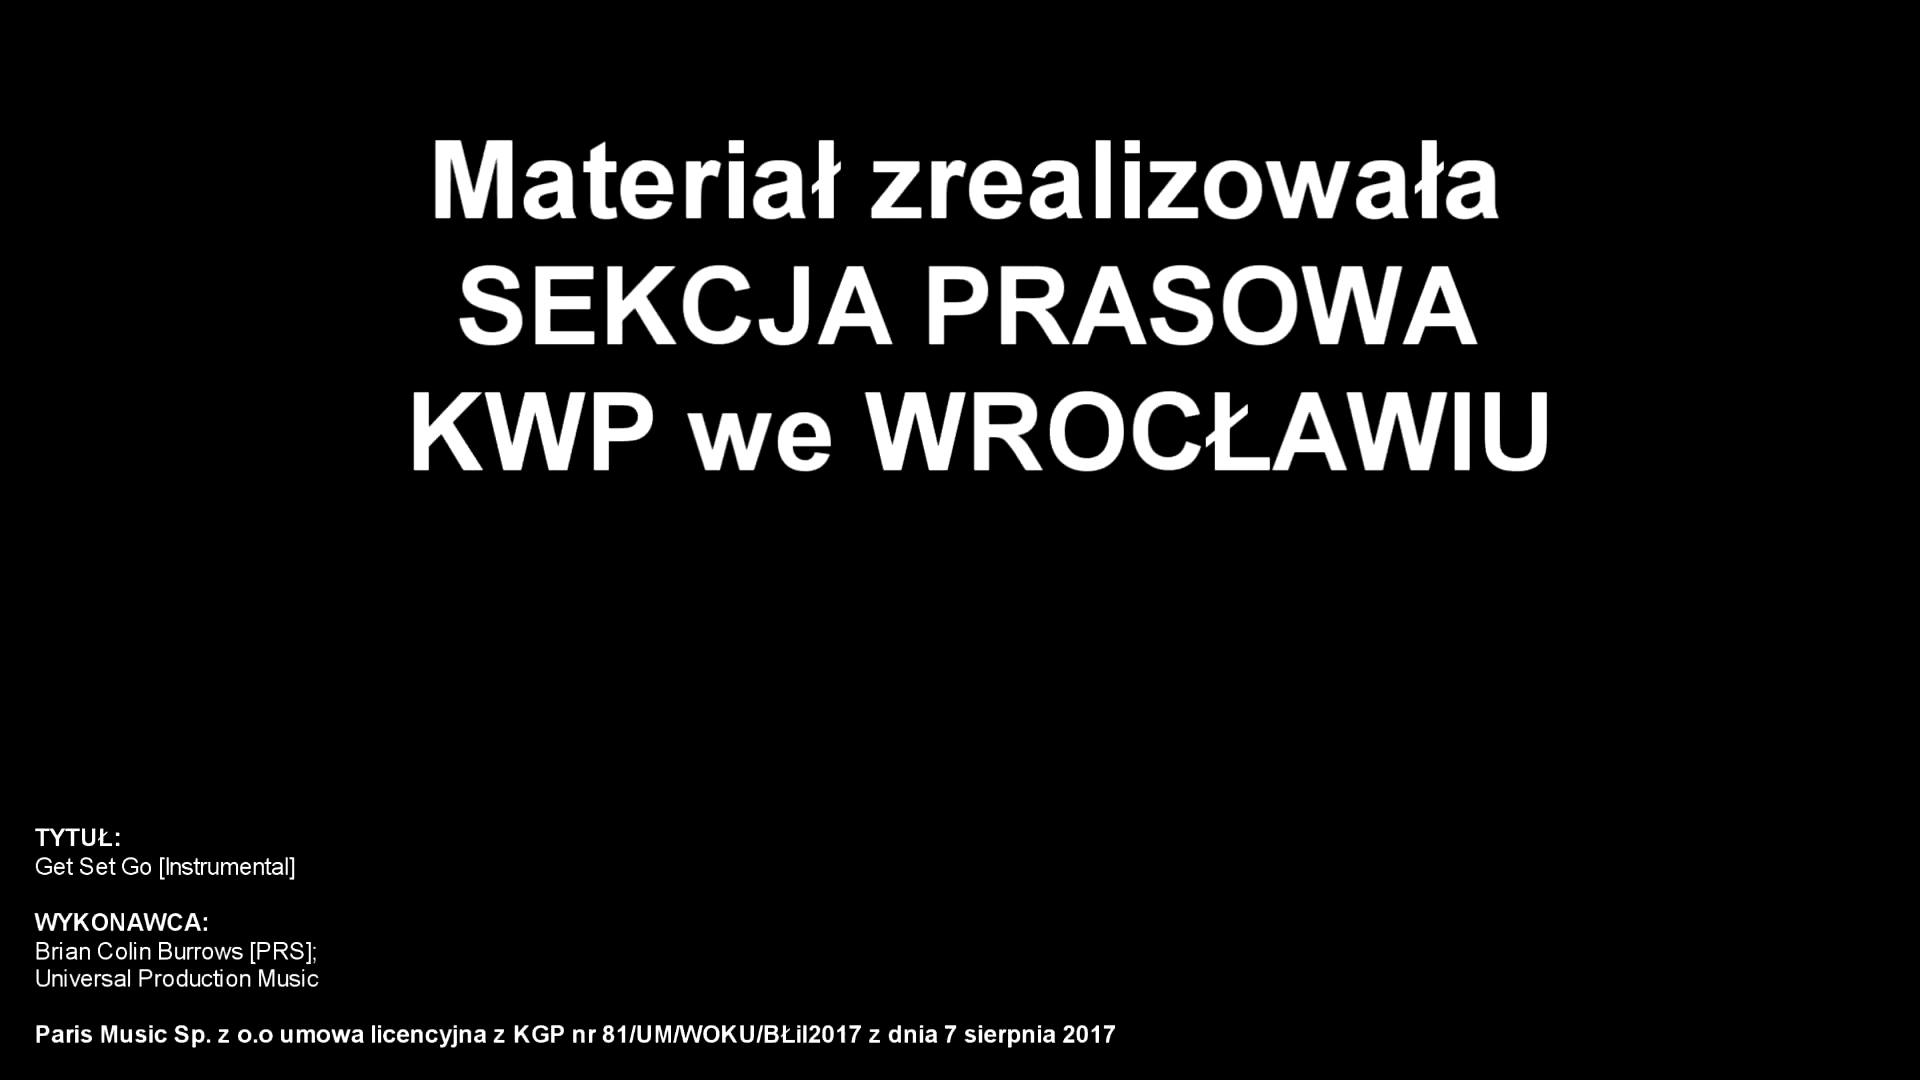 Materiał zrealizowała
SEKCJA PRASOWA
KWP we WROCŁAWIU
TYTUŁ:
Get Set Go [Instrumental]
WYKONAWCA:
Brian Colin Burrows [PRS];
Universal Production Music
Paris Music Sp. z o.o umowa licencyjna z KGP nr 81/UM/WOKU/BŁiI2017 z dnia 7 sierpnia 2017